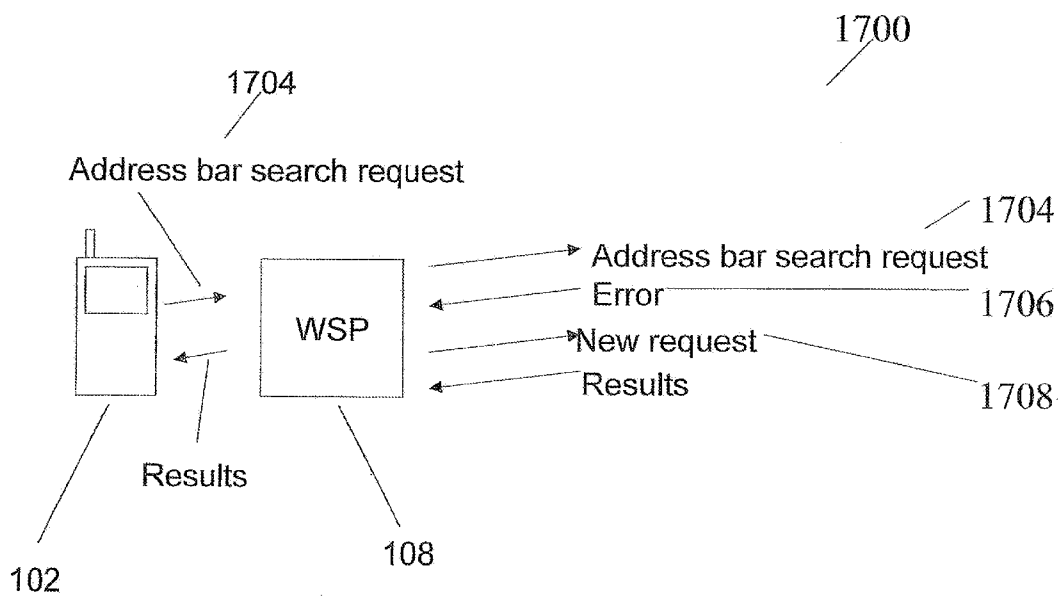 1700
1704
Address bar search request
1704
Address bar search request
Error
1706
WSP
New request
Results
1708
Results
108
102